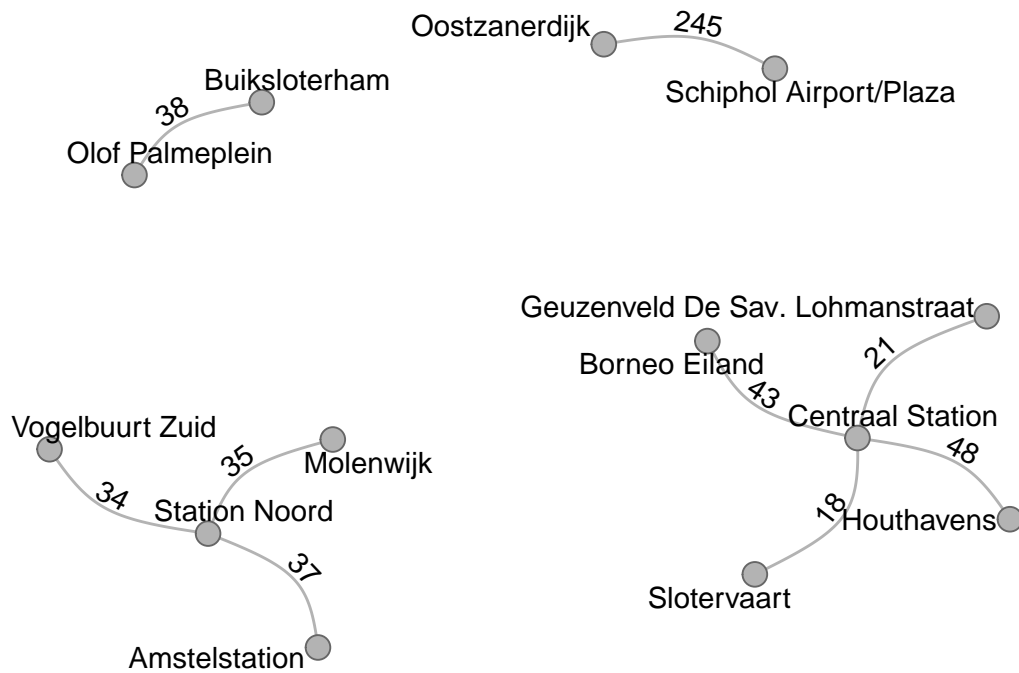 Oostzanerdijk
245
Schiphol Airport/Plaza
Buiksloterham
38
Olof Palmeplein
Geuzenveld De Sav. Lohmanstraat
Borneo Eiland
21
43
Centraal Station
48
18
Houthavens
Slotervaart
Vogelbuurt Zuid
35
Molenwijk
34
Station Noord
37
Amstelstation